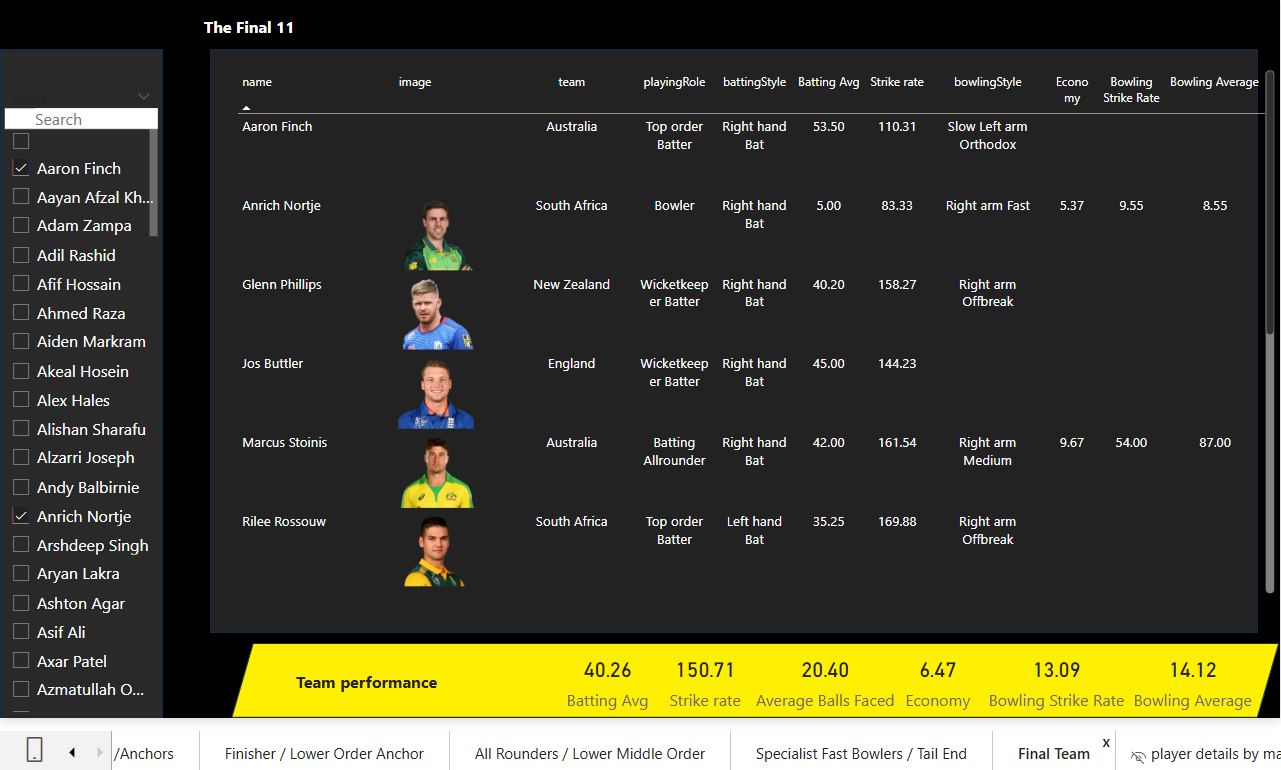 The Final 11
Search
Aaron Finch
Aayan Afzal Kh...
Adam Zampa
Adil Rashid
Afif Hossain
Ahmed Raza
Aiden Markram
Akeal Hosein
Alex Hales
Alishan Sharafu
Alzarri Joseph
Andy Balbirnie
Anrich Nortje
Arshdeep Singh
Aryan Lakra
Ashton Agar
Asif Ali
Axar Patel
Azmatullah O...
name image team playingRole battingStyle Batting Avg Strike rate bowlingStyle Econo Bowling Bowling Average
my Strike Rate
Aaron Finch Australia Top order Right hand 53.50 110.31 Slow Left arm
Batter Bat Orthodox
Anrich Nortje South Africa Bowler Right hand 5.00 83.33 Right arm Fast 5.37 9.55 8.55
Bat
Glenn Phillips New Zealand Wicketkeep Right hand 40.20 158.27 Right arm
er Batter Bat Offbreak
Jos Buttler England Wicketkeep Right hand 45.00 144.23
er Batter Bat
Marcus Stoinis Australia Batting Right hand 42.00 161.54 Right arm 9.67 54.00 87.00
Allrounder Bat Medium
Rilee Rossouw South Africa Top order Left hand 35.25 169.88 Right arm
Batter Bat Offbreak
Team performance
40.26 150.71 20.40 6.47 13.09 14.12
Batting Avg Strike rate Average Balls Faced Economy Bowling Strike Rate Bowling Average
/Anchors Finisher / Lower Order Anchor All Rounders / Lower Middle Order Specialist Fast Bowlers / Tail End Final Team x player details by ma